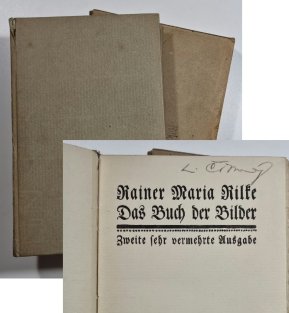 Rainer Maria Rilke
Das Buch der Bilder
Zweite sehr vermehrte Ausgabe